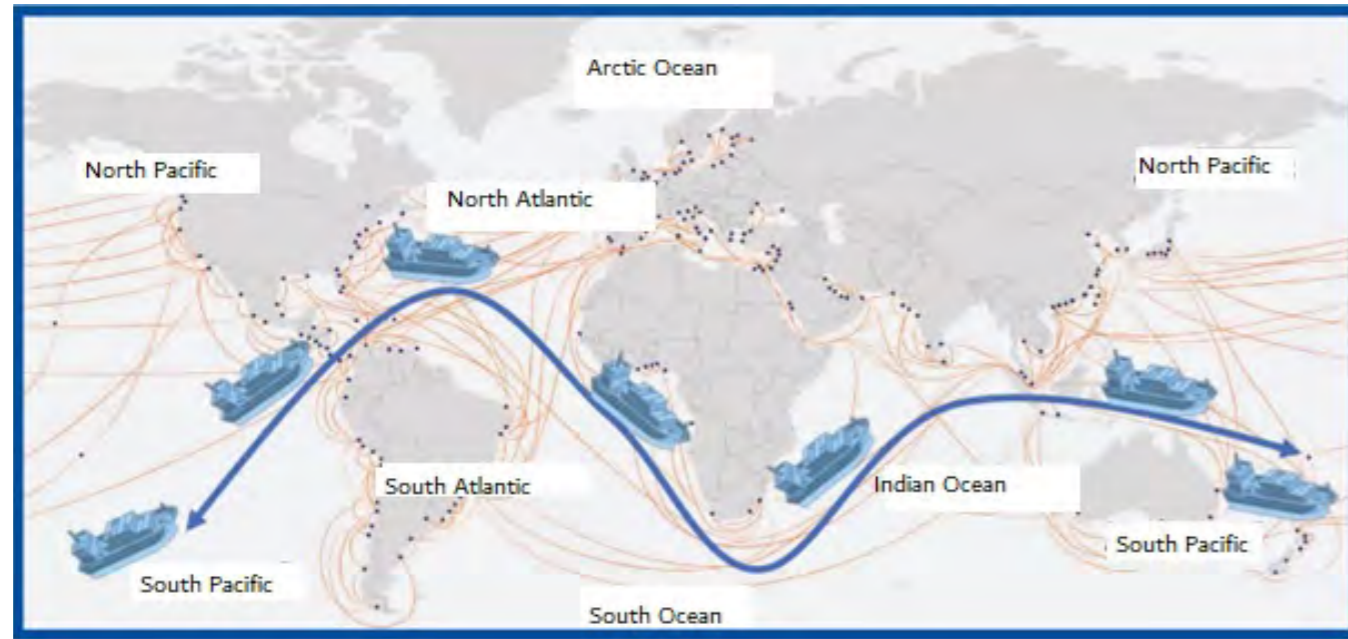 Arctic Ocean
North Pacific
North Pacific
North Atlantic
South Atlantic
Indian Ocean
South Pacific
South Pacific
South Ocean